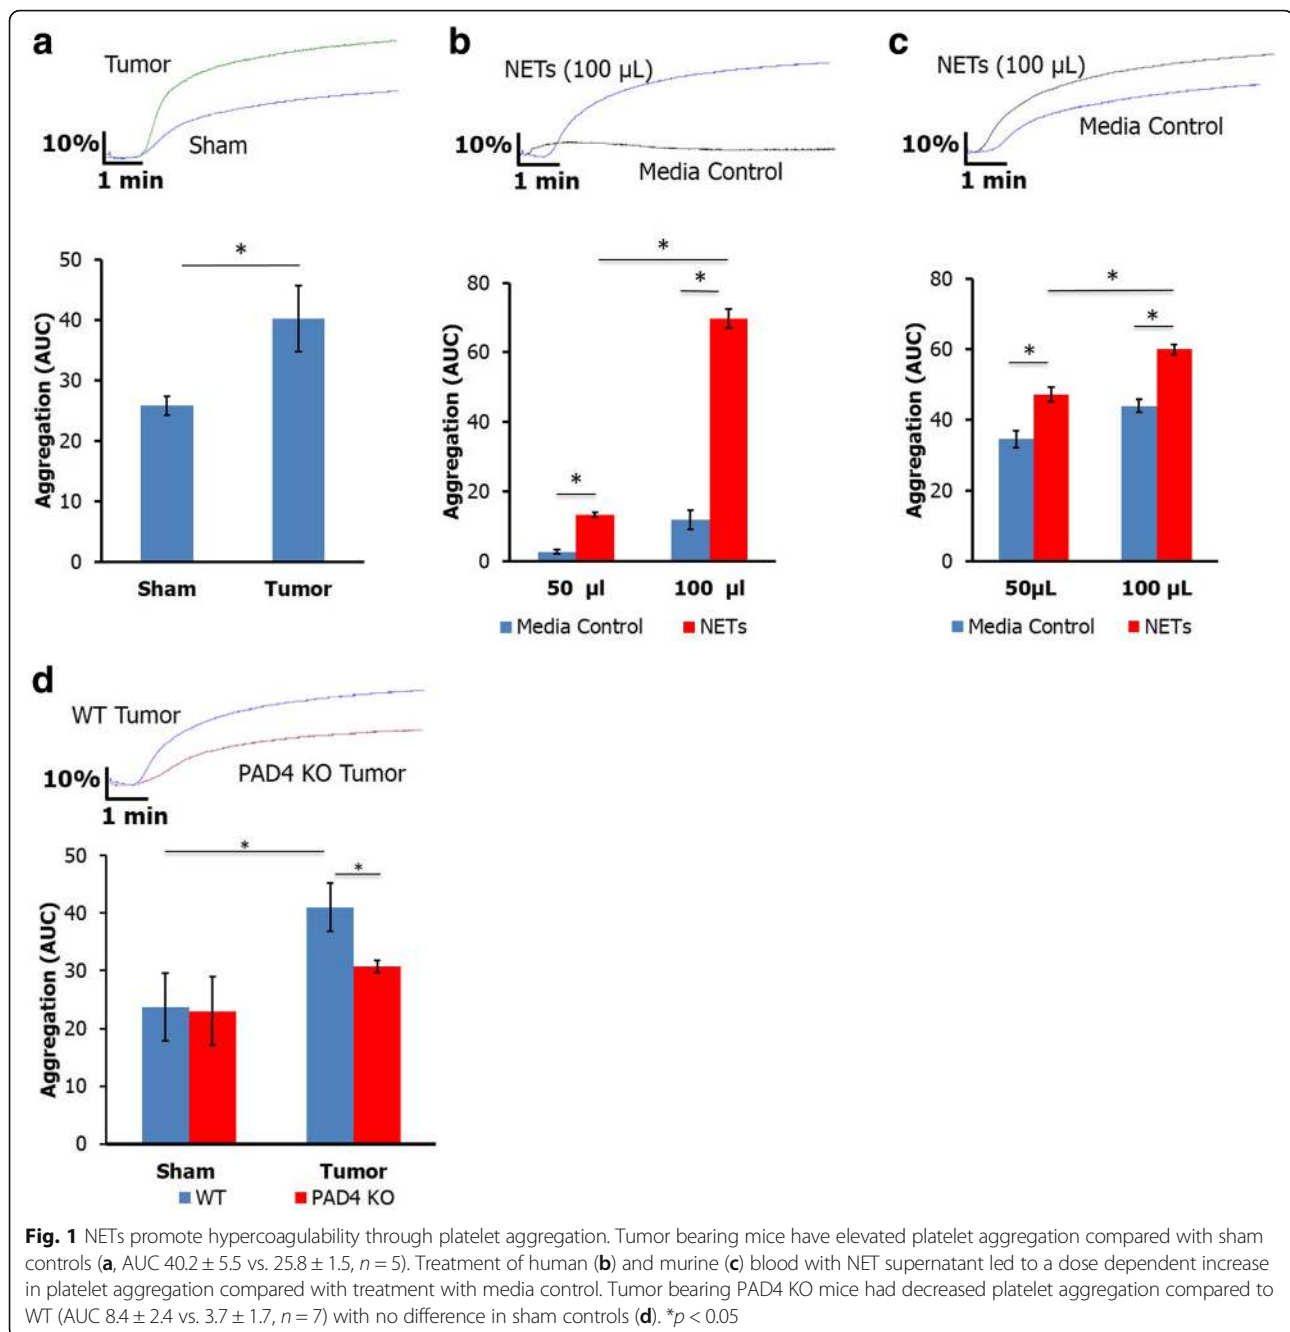 a
Tumor
Sham
10%
1 min
*
Aggregation (AUC)
50
40
30
20
10
0
Sham Tumor
b
NETs (100 µL)
10%
Media Control
1 min
*
*
*
Aggregation (AUC)
80
60
40
20
0
50 µl 100 µl
Media Control NETs
c
NETs (100 µL)
Media Control
10%
1 min
*
*
*
Aggregation (AUC)
80
60
40
20
0
50µL 100 µL
Media Control NETs
d
WT Tumor
PAD4 KO Tumor
10%
1 min
*
*
Aggregation (AUC)
50
40
30
20
10
0
Sham Tumor
WT PAD4 KO
Fig. 1 NETs promote hypercoagulability through platelet aggregation. Tumor bearing mice have elevated platelet aggregation compared with sham
controls (a, AUC 40.2 ± 5.5 vs. 25.8 ± 1.5, n = 5). Treatment of human (b) and murine (c) blood with NET supernatant led to a dose dependent increase
in platelet aggregation compared with treatment with media control. Tumor bearing PAD4 KO mice had decreased platelet aggregation compared to
WT (AUC 8.4 ± 2.4 vs. 3.7 ± 1.7, n = 7) with no difference in sham controls (d). *p < 0.05